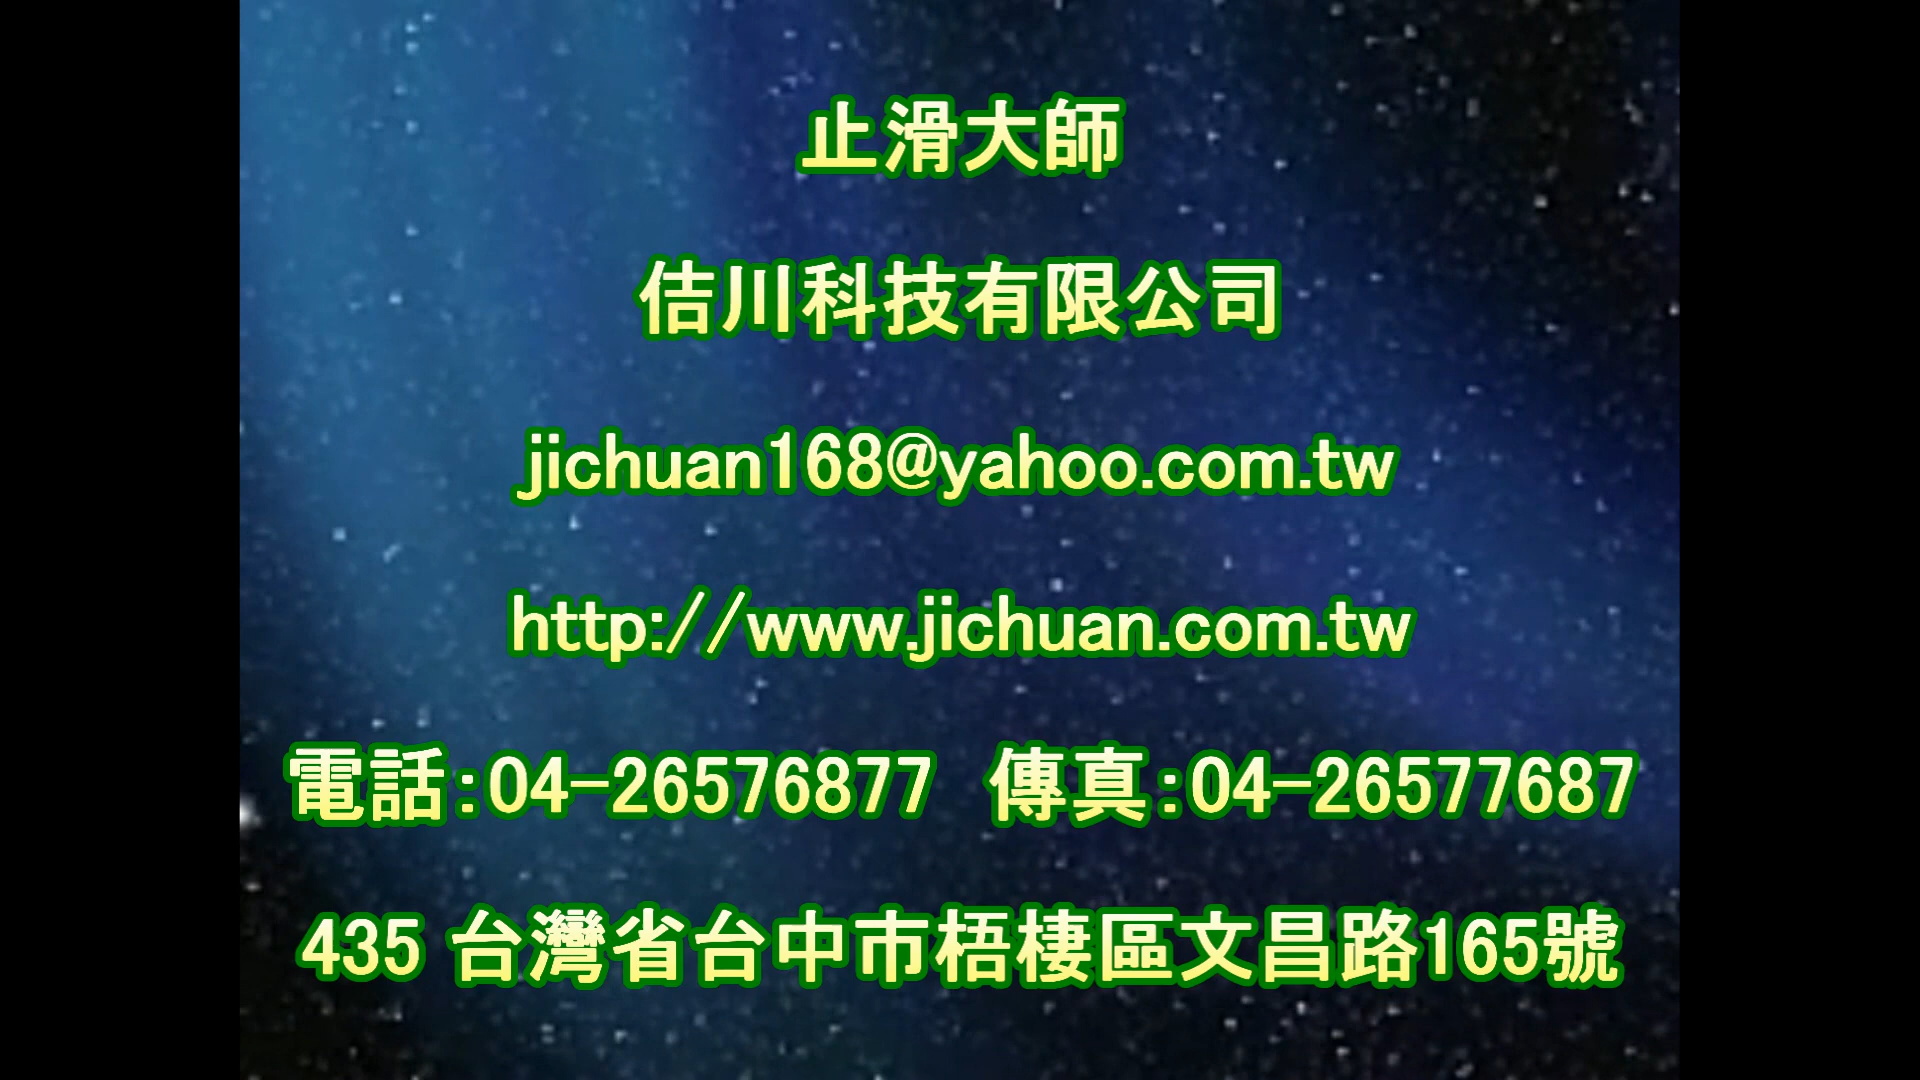 止滑大師
佶川科技有限公司
jichuan168@yahoo.com.tw
http://www.jichuan.com.tw
電話:04-26576877 傳真:04-26577687
435 台灣省台中市梧棲區文昌路165號